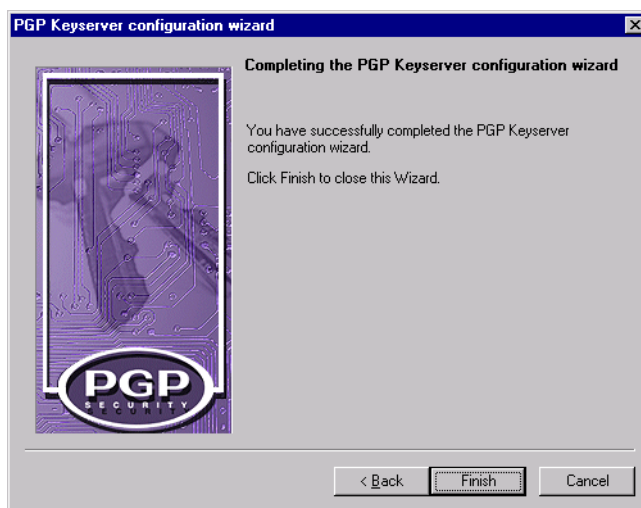 PGP Keyserver configuration wizard
Completing the PGP Keyserver configuration wizard
You have successfully completed the PGP Keyserver
configuration wizard.
Click Finish to close this Wizard.
PGP
SECURITY
< Back
Finish
Cancel